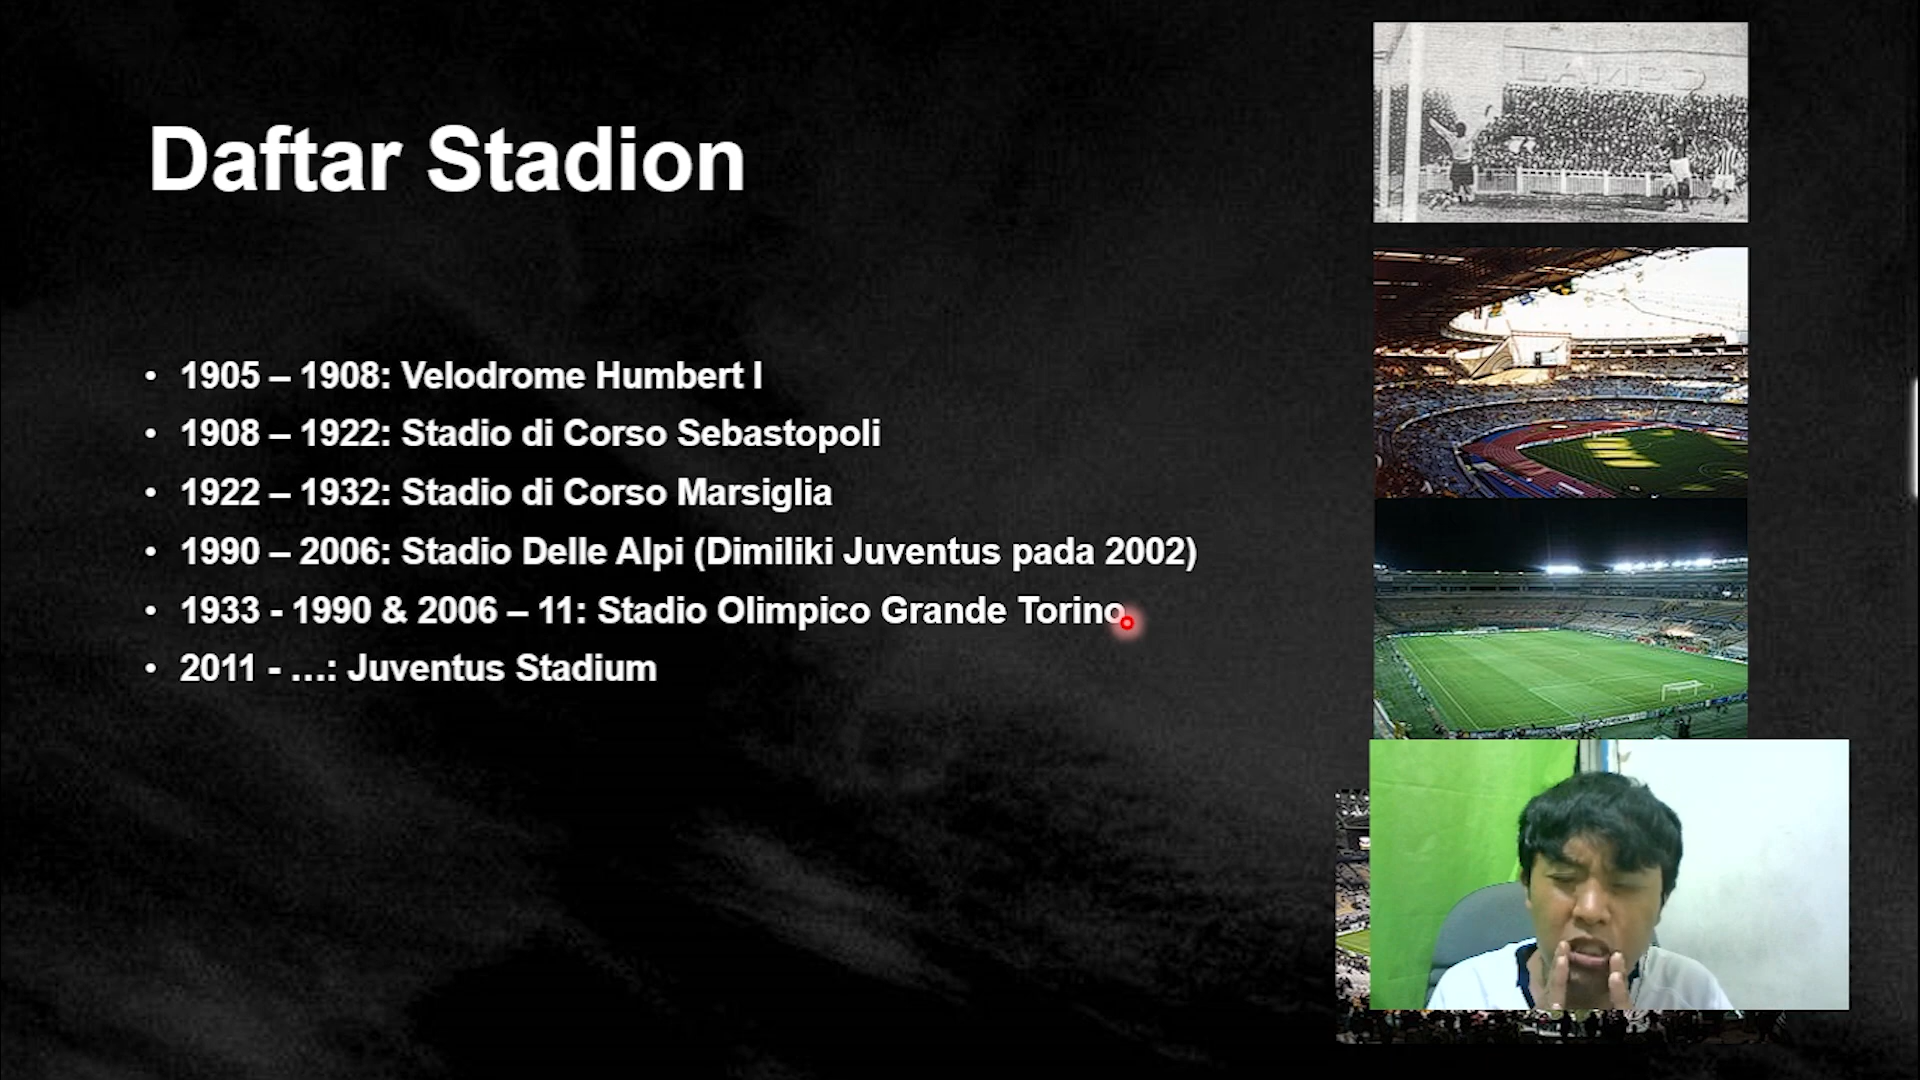 LAMPO
Daftar Stadion
• 1905 – 1908: Velodrome Humbert I
• 1908 – 1922: Stadio di Corso Sebastopoli
• 1922 – 1932: Stadio di Corso Marsiglia
• 1990 – 2006: Stadio Delle Alpi (Dimiliki Juventus pada 2002)
• 1933 - 1990 & 2006 – 11: Stadio Olimpico Grande Torino
• 2011 - ...: Juventus Stadium